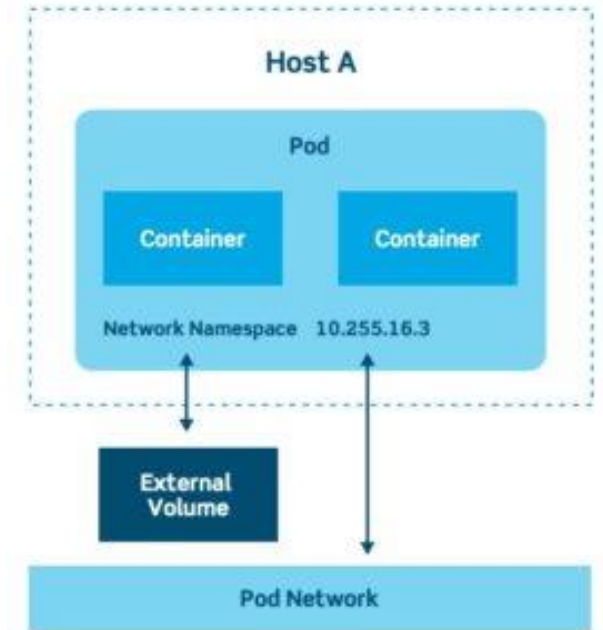 Host A
Pod
Container Container
Network Namespace 10.255.16.3
External
Volume
Pod Network